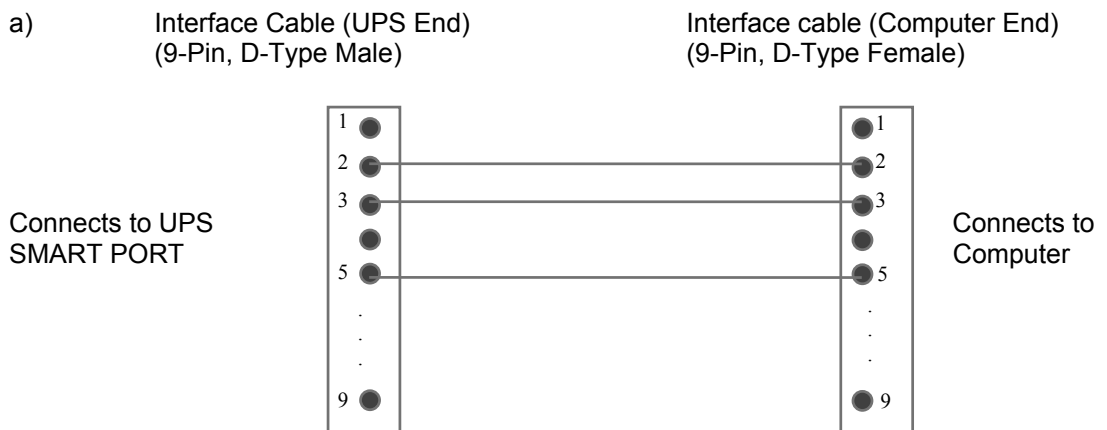 a) Interface Cable (UPS End) Interface cable (Computer End)
(9-Pin, D-Type Male) (9-Pin, D-Type Female)
1 1
2 2
3 3
Connects to UPS Connects to
SMART PORT Computer
5 5
. .
. .
. .
9 9